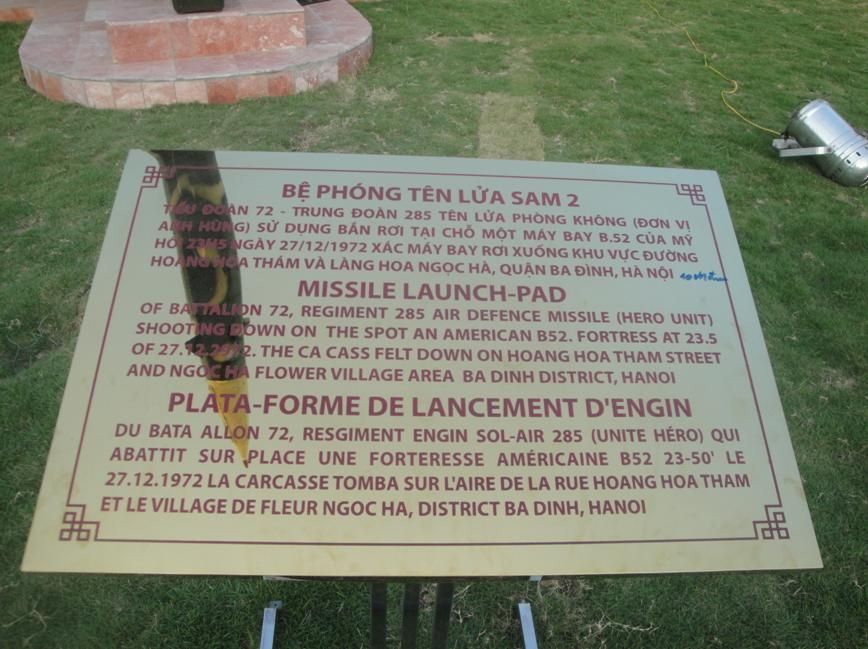 BỆ PHÓNG TÊN LỬA SAM 2
TIỂU ĐOÀN 72 - TRUNG ĐOÀN 285 TÊN LỬA PHÒNG KHÔNG (ĐƠN VỊ
ANH HÙNG) SỬ DỤNG BẮN RƠI TẠI CHỖ MỘT MÁY BAY B.52 CỦA MỸ
HỒI 23H5 NGÀY 27/12/1972 XÁC MÁY BAY RƠI XUỐNG KHU VỰC ĐƯỜNG
HOÀNG HOA THÁM VÀ LÀNG HOA NGỌC HÀ, QUẬN BA ĐÌNH, HÀ NỘI
MISSILE LAUNCH-PAD
OF BATTALION 72, REGIMENT 285 AIR DEFENCE MISSILE (HERO UNIT)
SHOOTING DOWN ON THE SPOT AN AMERICAN B52. FORTRESS AT 23.5
OF 27.12.1972. THE CA CASS FELT DOWN ON HOANG HOA THAM STREET
AND NGOC HA FLOWER VILLAGE AREA BA DINH DISTRICT, HANOI
PLATA-FORME DE LANCEMENT D'ENGIN
DU BATA ALLON 72, RESGIMENT ENGIN SOL-AIR 285 (UNITE HÉRO) QUI
ABATTIT SUR PLACE UNE FORTERESSE AMÉRICAINE B52 23-50' LE
27.12.1972 LA CARCASSE TOMBA SUR L'AIRE DE LA RUE HOANG HOA THAM
ET LE VILLAGE DE FLEUR NGOC HA, DISTRICT BA DINH, HANOI